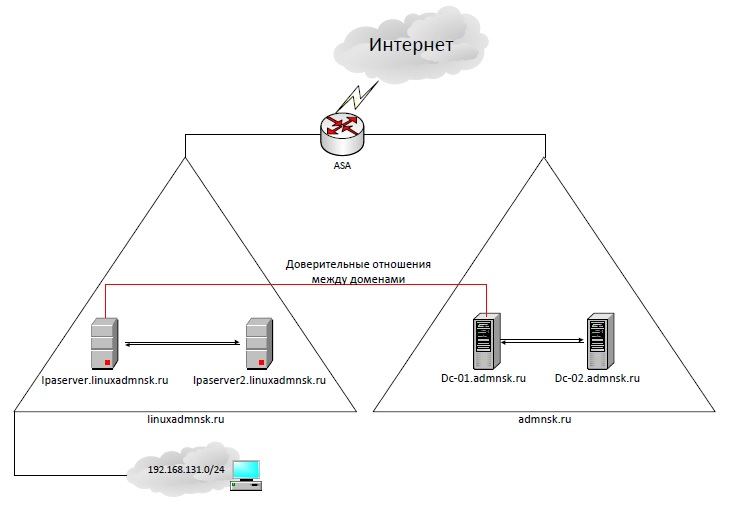 Интернет
ASA
Доверительные отношения
между доменами
Ipaserver.linuxadmnsk.ru
Ipaserver2.linuxadmnsk.ru
Dc-01.admnsk.ru
Dc-02.admnsk.ru
linuxadmnsk.ru
admnsk.ru
192.168.131.0/24